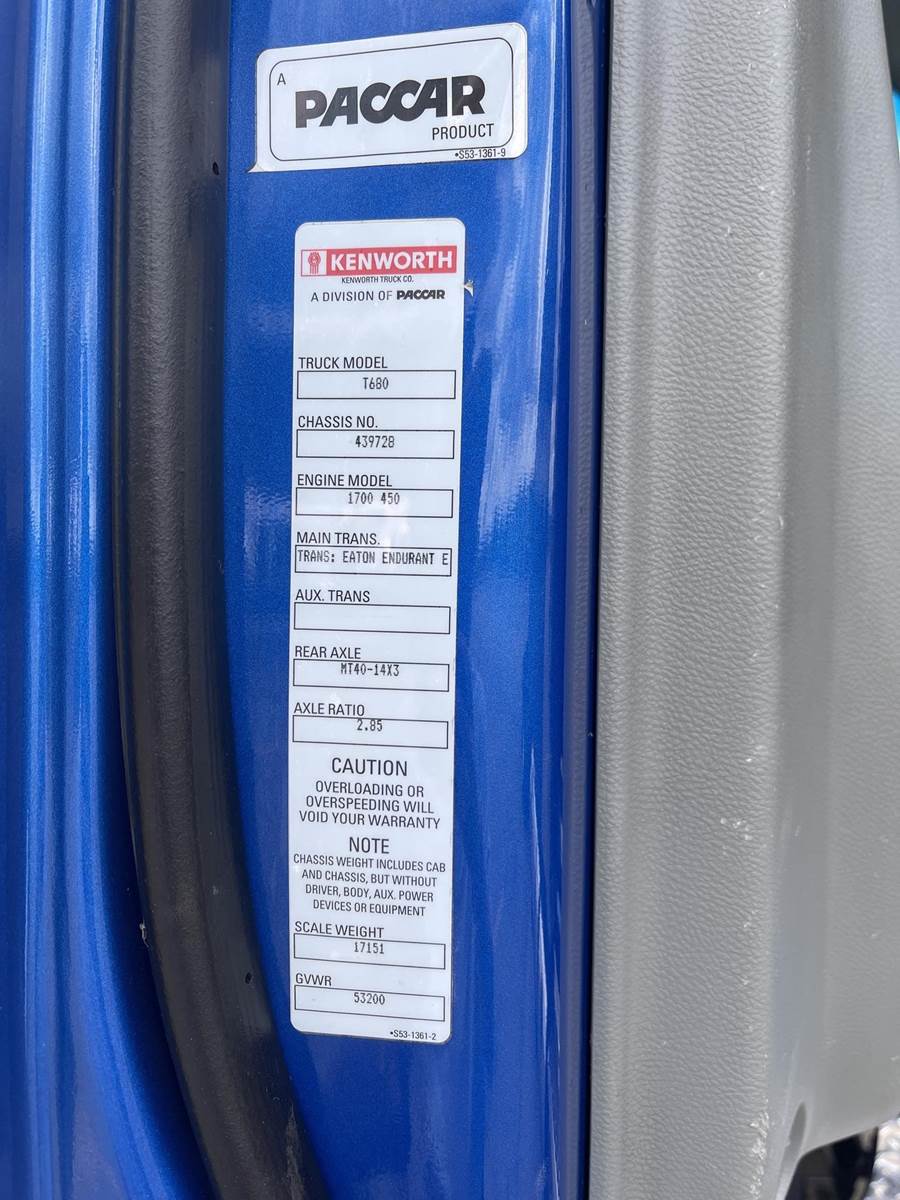 A
PACCAR
PRODUCT
•S53-1361-9
KENWORTH
KENWORTH TRUCK CO.
A DIVISION OF PACCAR
TRUCK MODEL
T680
CHASSIS NO.
439728
ENGINE MODEL
1700 450
MAIN TRANS.
TRANS: EATON ENDURANT E
AUX. TRANS
REAR AXLE
MT40-14X3
AXLE RATIO
2.85
CAUTION
OVERLOADING OR
OVERSPEEDING WILL
VOID YOUR WARRANTY
NOTE
CHASSIS WEIGHT INCLUDES CAB
AND CHASSIS, BUT WITHOUT
DRIVER, BODY, AUX. POWER
DEVICES OR EQUIPMENT
SCALE WEIGHT
17151
GVWR
53200
•S53-1361-2